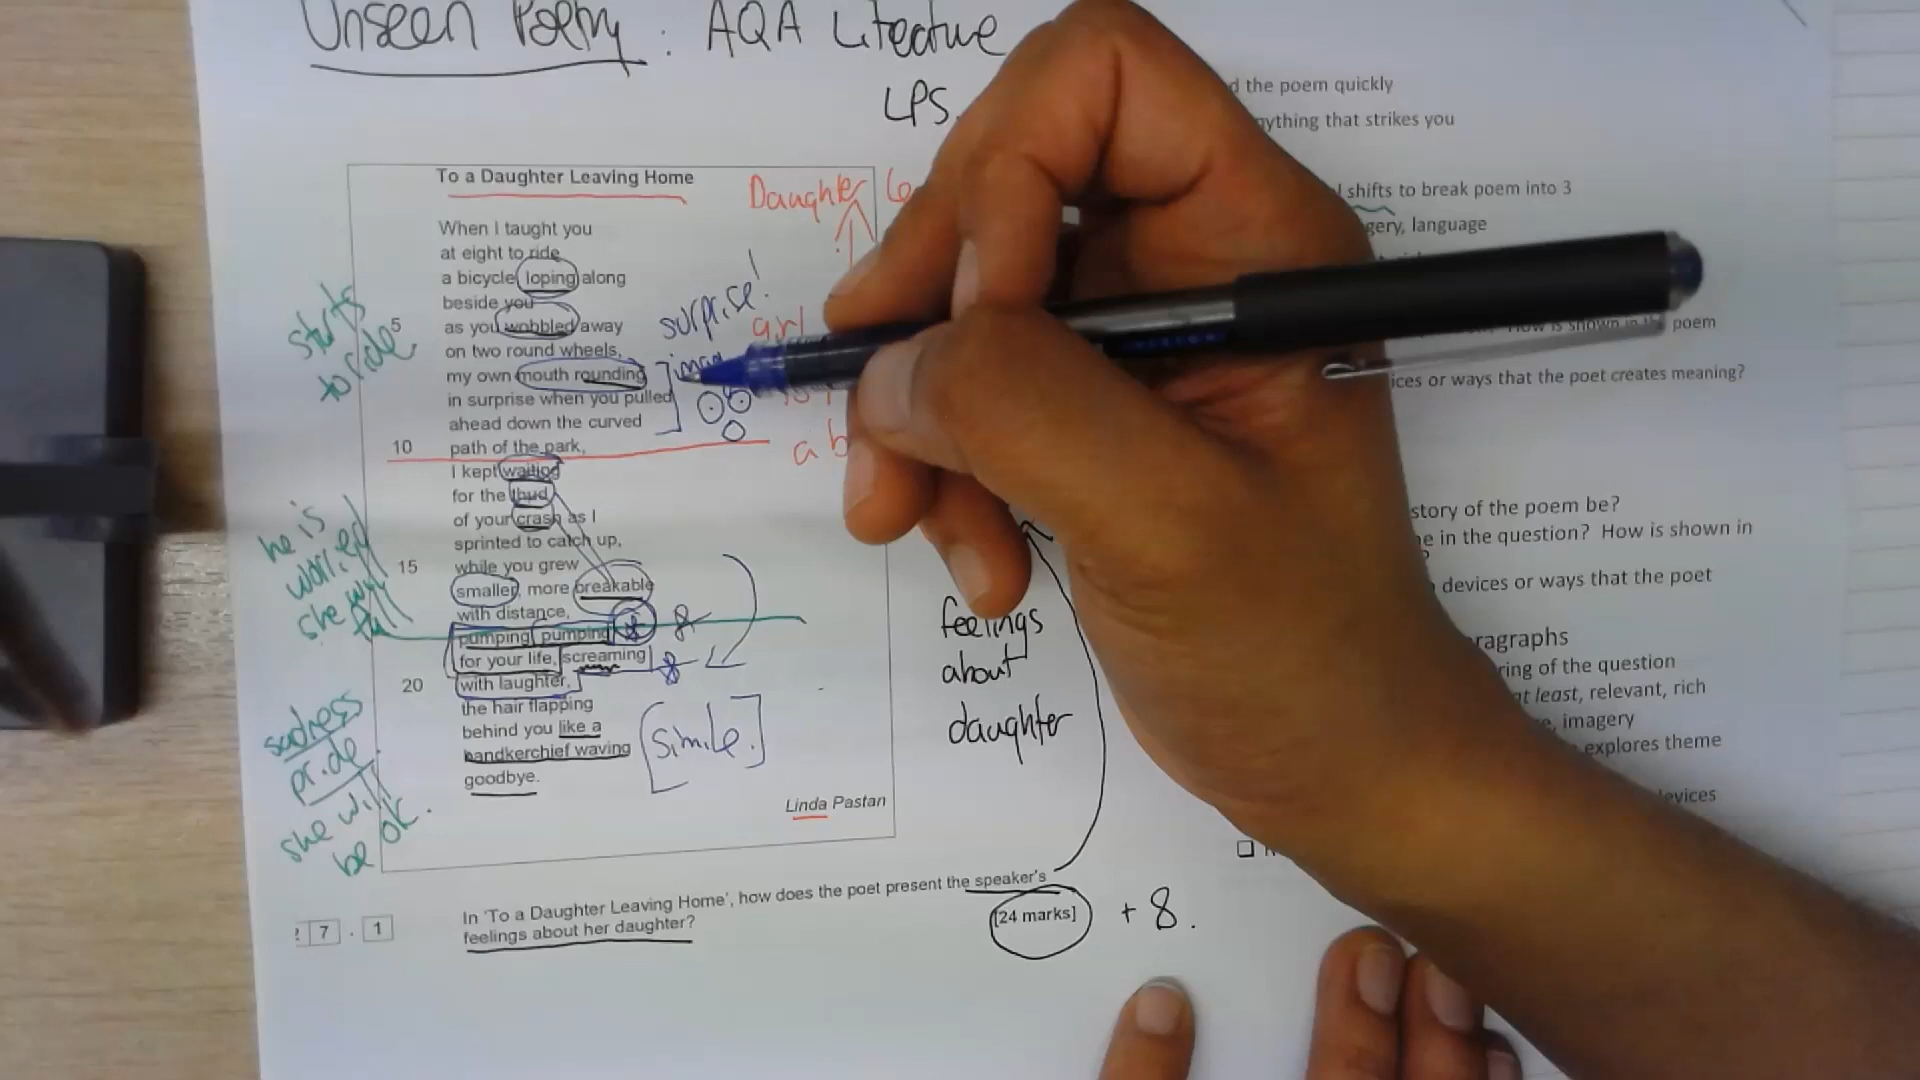 Unseen Poetry : AQA Literature
LPS.
To a Daughter Leaving Home
Daughter
When I taught you
at eight to ride
a bicycle loping along
beside you
5 as you wobbled away
on two round wheels,
my own mouth rounding
in surprise when you pulled
ahead down the curved
10 path of the park,
I kept waiting
for the thud
of your crash as I
sprinted to catch up,
15 while you grew
smaller, more breakable
with distance,
pumping, pumping
for your life, screaming
20 with laughter,
the hair flapping
behind you like a
handkerchief waving
goodbye.
Linda Pastan
starts
to ride
he is
worried
she will
fall
sadness
pride
she will
be ok.
surprise!
girl
[simile.]
feelings
about
daughter
7 . 1
In 'To a Daughter Leaving Home', how does the poet present the speaker's
feelings about her daughter?
[24 marks]
+ 8.
the poem quickly
anything that strikes you
shifts to break poem into 3
language
How is shown in the poem
or ways that the poet creates meaning?
story of the poem be?
in the question? How is shown in
devices or ways that the poet
paragraphs
of the question
at least, relevant, rich
imagery
explores theme
devices